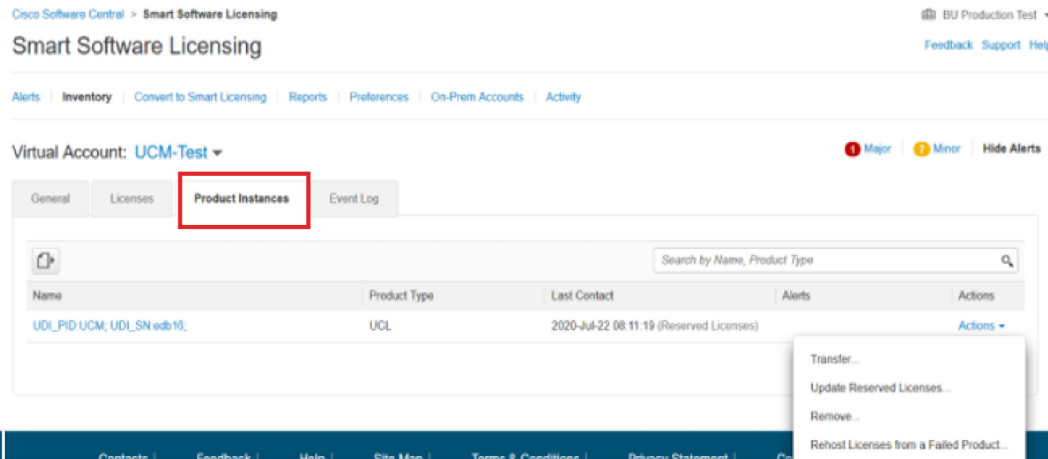 Cisco Software Central > Smart Software Licensing
BU Production Test
Smart Software Licensing
Feedback Support Help
Alerts | Inventory | Convert to Smart Licensing | Reports | Preferences | On-Prem Accounts | Activity
Virtual Account: UCM-Test
1 Major | Minor | Hide Alerts
General Licenses Product Instances Event Log
Search by Name, Product Type
Name Product Type Last Contact Alerts Actions
UDI_PID:UCM; UDI_SN:edb16; UCL 2020-Jul-22 08:11:19 (Reserved Licenses) Actions
Transfer...
Update Reserved Licenses...
Remove...
Rehost Licenses from a Failed Product...
Contacts | Feedback | Help | Site Map | Terms & Conditions | Privacy Statement |